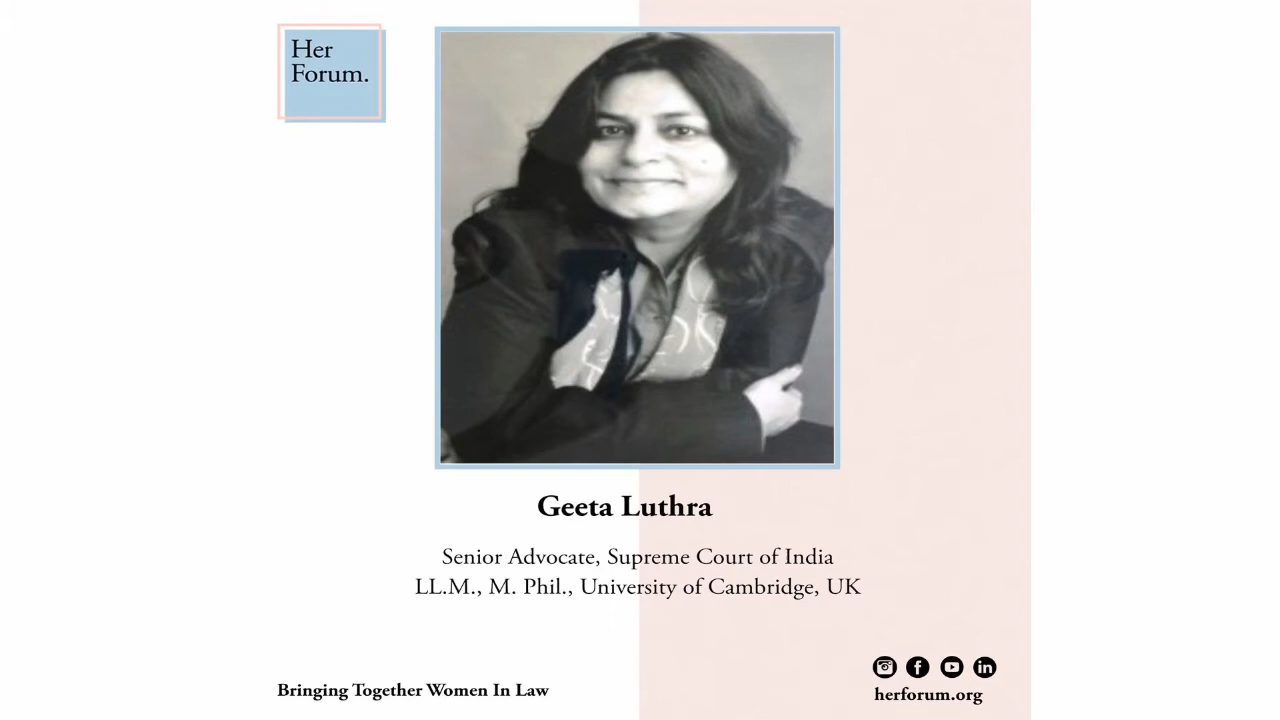 Her
Forum.
Geeta Luthra
Senior Advocate, Supreme Court of India
LL.M., M. Phil., University of Cambridge, UK
Bringing Together Women In Law
herforum.org